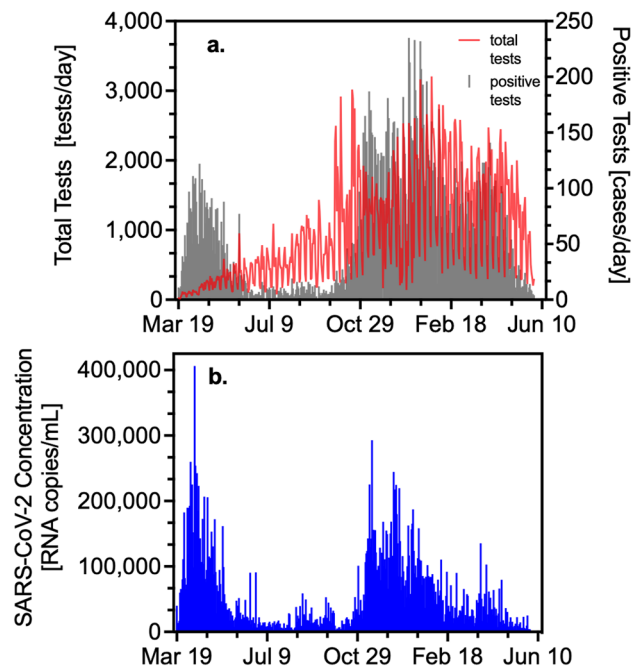 a.
total
tests
positive
tests
Total Tests [tests/day]
4,000
3,000
2,000
1,000
0
250
200
150
100
50
0
Positive Tests [cases/day]
Mar 19 Jul 9 Oct 29 Feb 18 Jun 10
b.
SARS-CoV-2 Concentration
[RNA copies/mL]
400,000
300,000
200,000
100,000
0
Mar 19 Jul 9 Oct 29 Feb 18 Jun 10